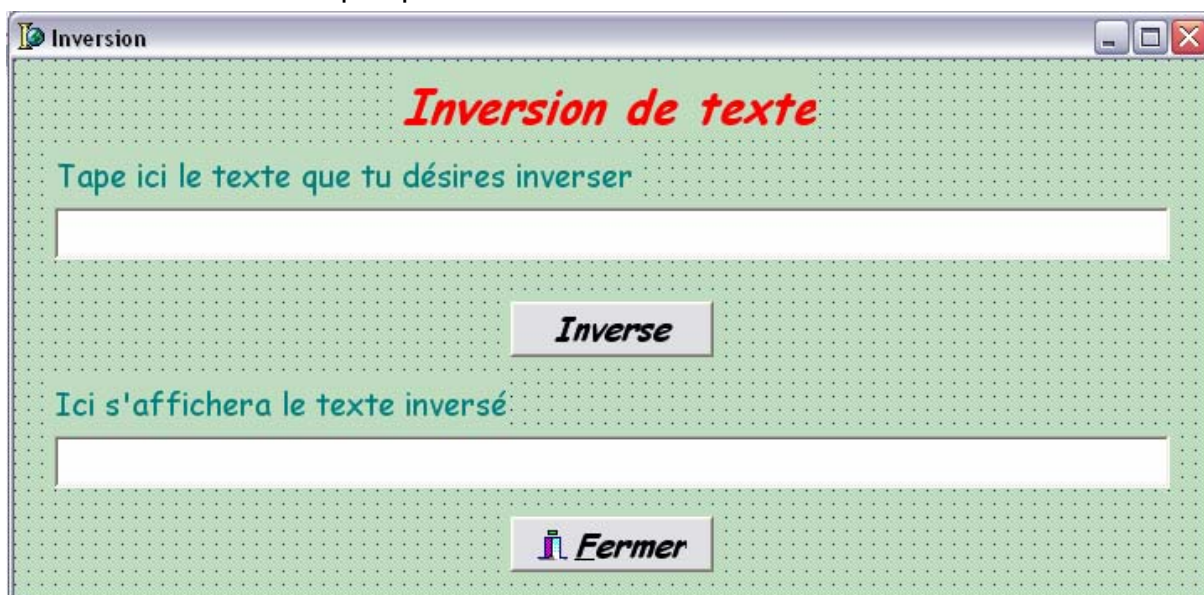 Inversion
Inversion de texte
Tape ici le texte que tu désires inverser
Inverse
Ici s'affichera le texte inversé
Fermer